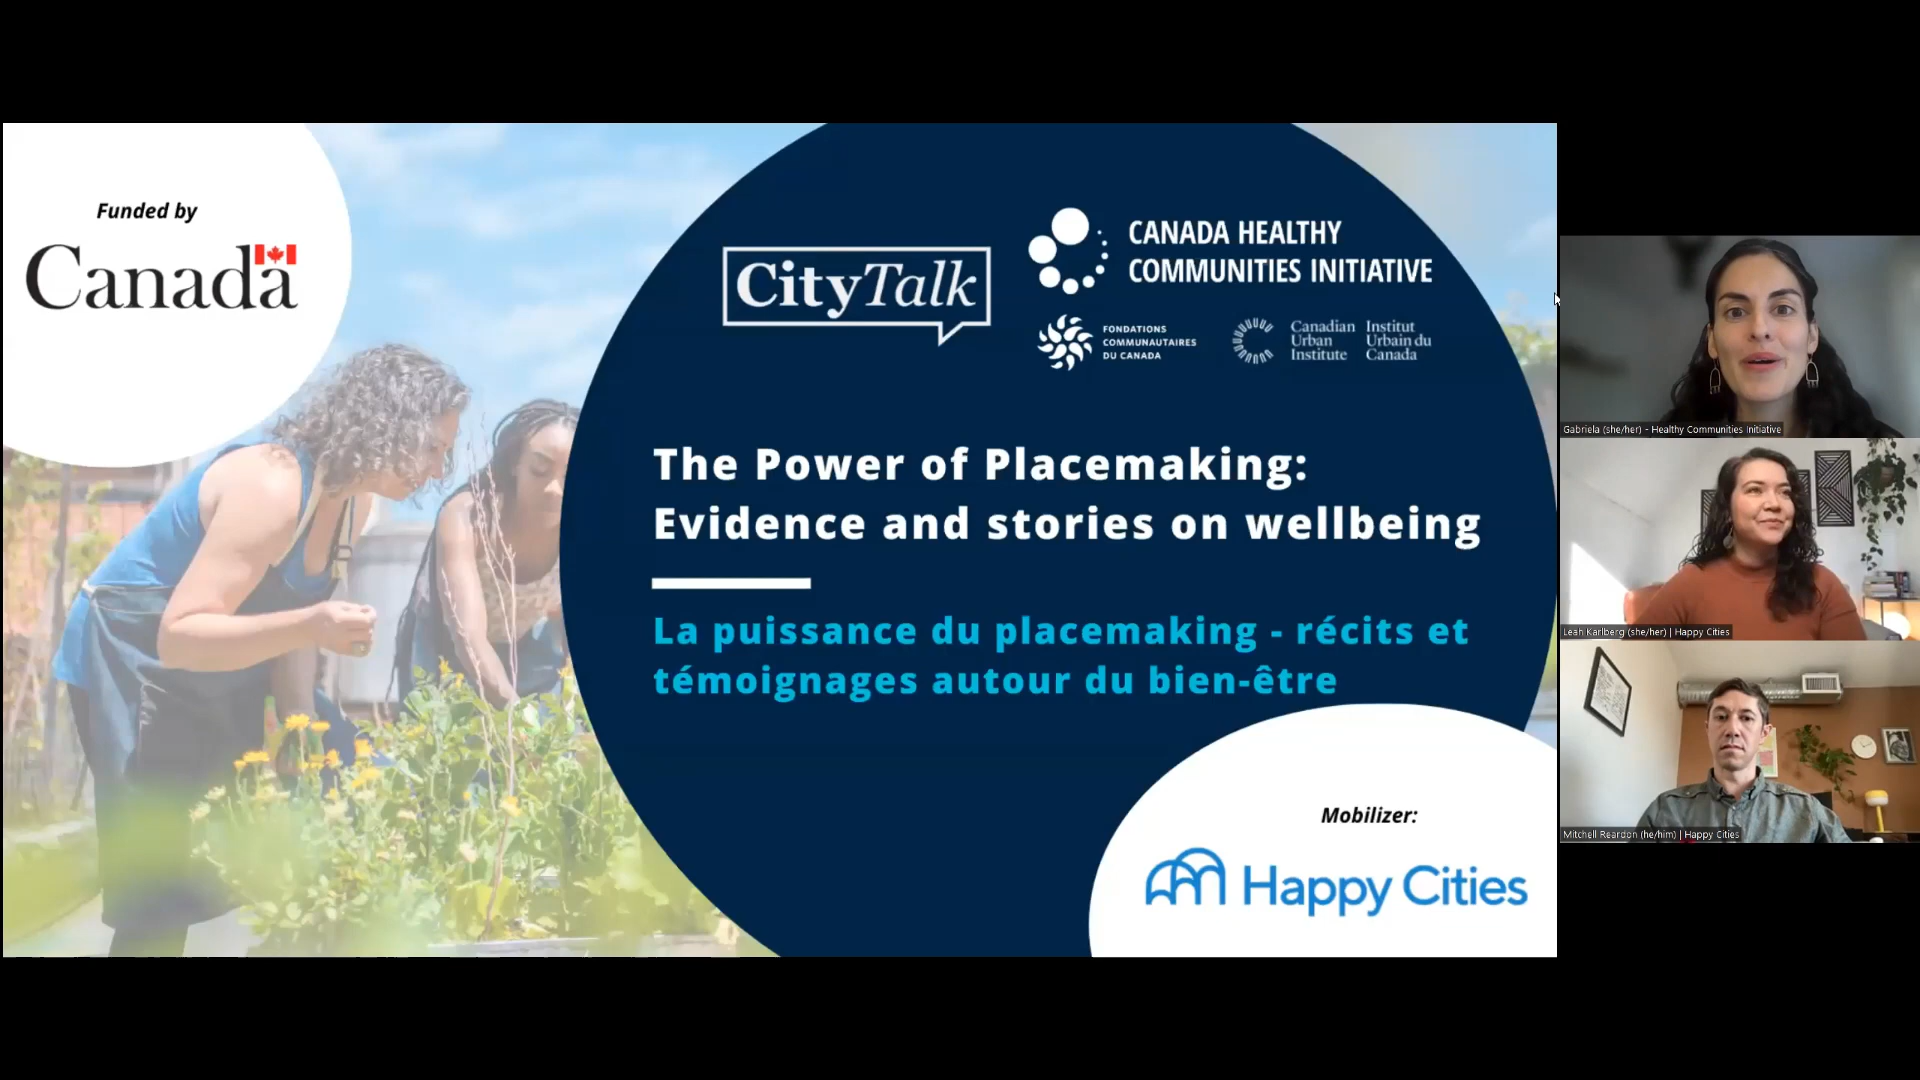 Funded by
Canada
CityTalk
CANADA HEALTHY
COMMUNITIES INITIATIVE
FONDATIONS
COMMUNAUTAIRES
DU CANADA
Canadian
Urban
Institute
Institut
Urbain du
Canada
The Power of Placemaking:
Evidence and stories on wellbeing
La puissance du placemaking - récits et
témoignages autour du bien-être
Mobilizer:
Happy Cities
Gabriela (she/her) - Healthy Communities Initiative
Leah Karlberg (she/her) | Happy Cities
Mitchell Reardon (he/him) | Happy Cities